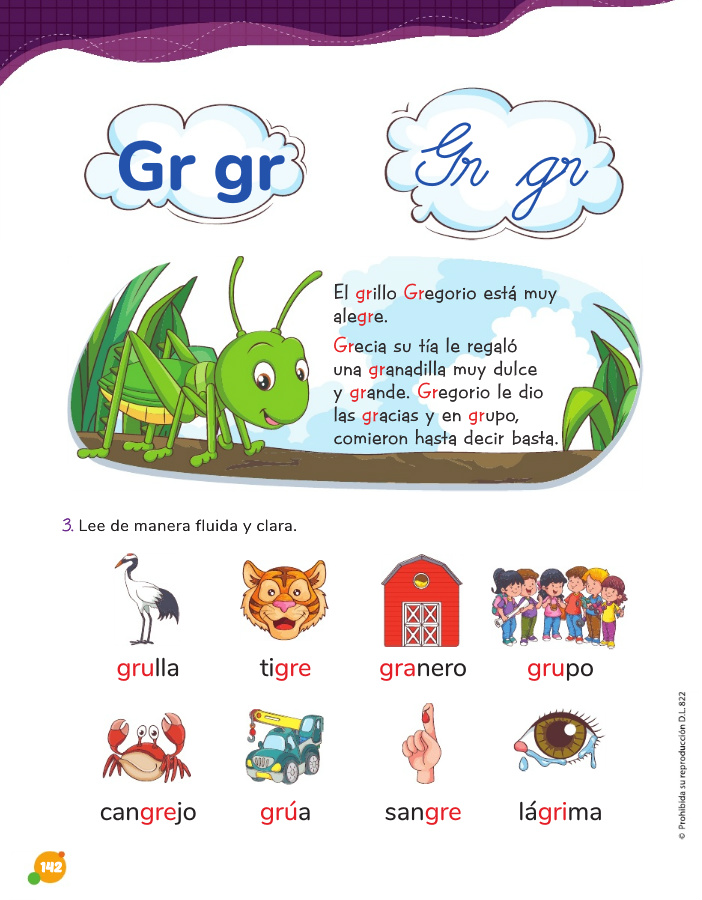 Gr gr
Gr gr
El grillo Gregorio está muy
alegre.
Grecia su tía le regaló
una granadilla muy dulce
y grande. Gregorio le dio
las gracias y en grupo,
comieron hasta decir basta.
3. Lee de manera fluida y clara.
grulla tigre granero grupo
cangrejo grúa sangre lágrima
© Prohibida su reproducción D.L. 822
142